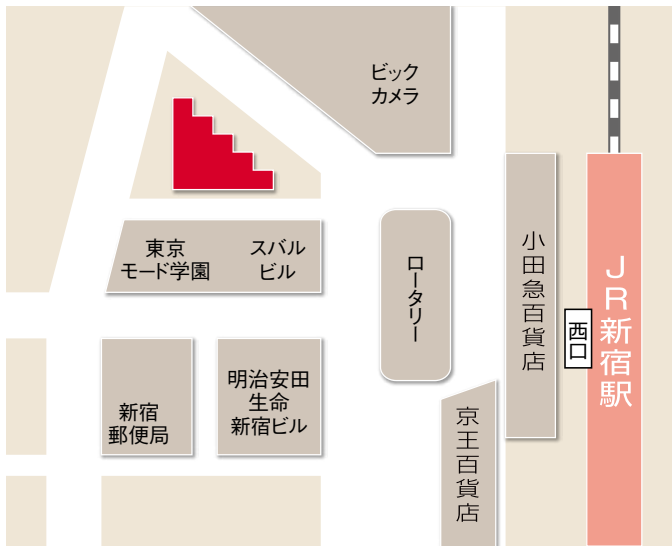 ビック
カメラ
東京
モード学園
スバル
ビル
ロータリー
小田急百貨店
西口
JR新宿駅
新宿
郵便局
明治安田
生命
新宿ビル
京王百貨店